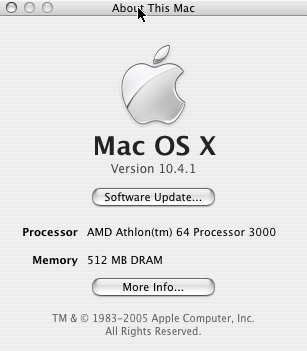 About This Mac
Mac OS X
Version 10.4.1
Software Update...
Processor AMD Athlon(tm) 64 Processor 3000
Memory 512 MB DRAM
More Info...
TM & © 1983-2005 Apple Computer, Inc.
All Rights Reserved.